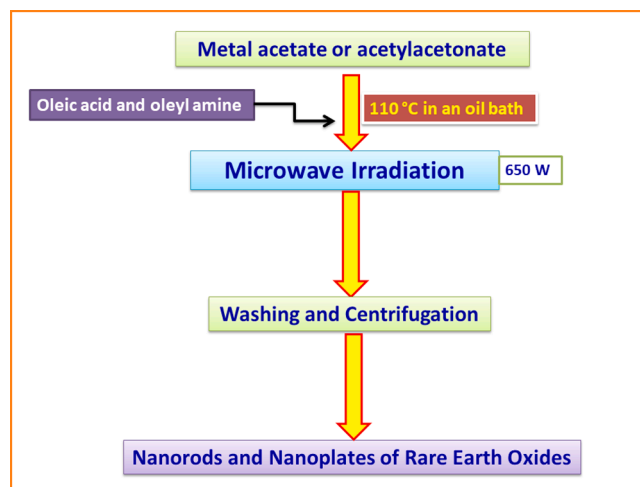 Metal acetate or acetylacetonate
Oleic acid and oleyl amine
110 °C in an oil bath
Microwave Irradiation
650 W
Washing and Centrifugation
Nanorods and Nanoplates of Rare Earth Oxides